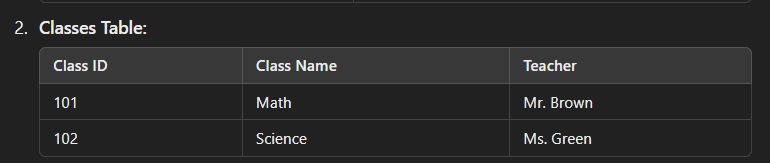 2. Classes Table:
Class ID Class Name Teacher
101 Math Mr. Brown
102 Science Ms. Green